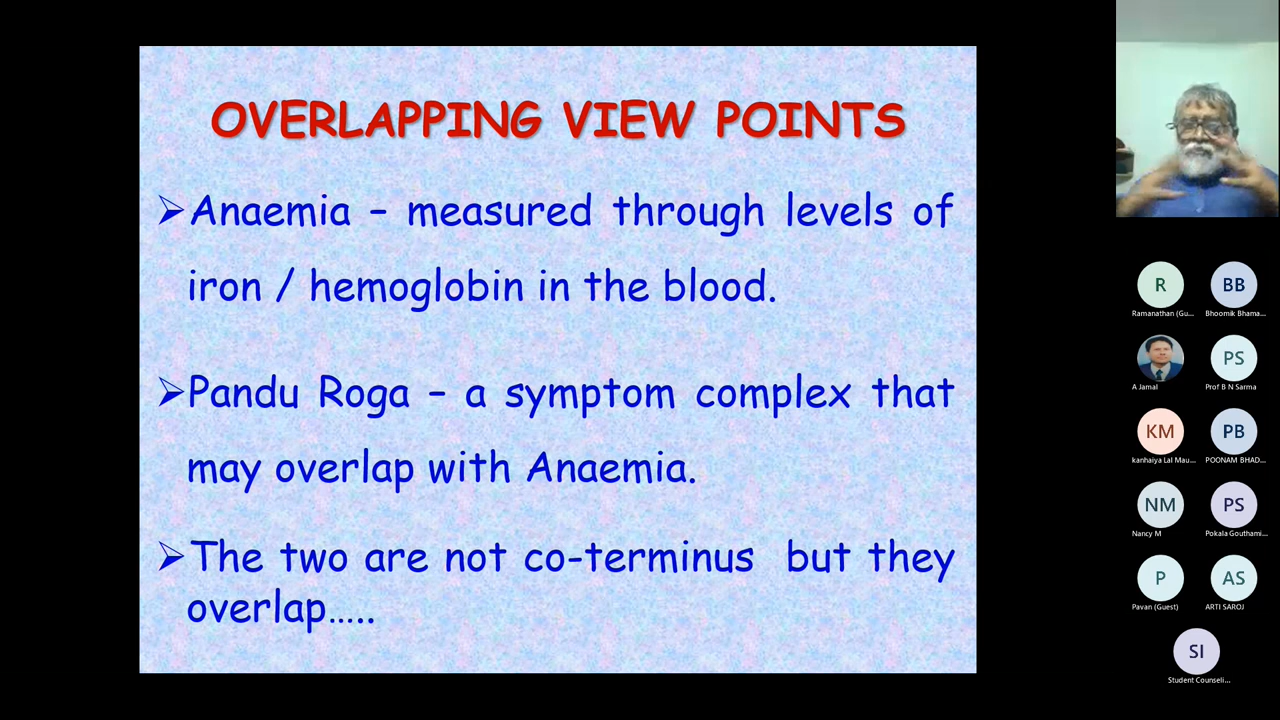 OVERLAPPING VIEW POINTS
➢Anaemia – measured through levels of
iron / hemoglobin in the blood.
➢Pandu Roga – a symptom complex that
may overlap with Anaemia.
➢The two are not co-terminus but they
overlap…..
R
Ramanathan (Gu...
BB
Bhoomik Bhama...
A Jamal
PS
Prof B N Sarma
KM
kanhaiya Lal Mau...
PB
POONAM BHAD...
NM
Nancy M
PS
Pokala Gouthami...
P
Pavan (Guest)
AS
ARTI SAROJ
SI
Student Counseli...